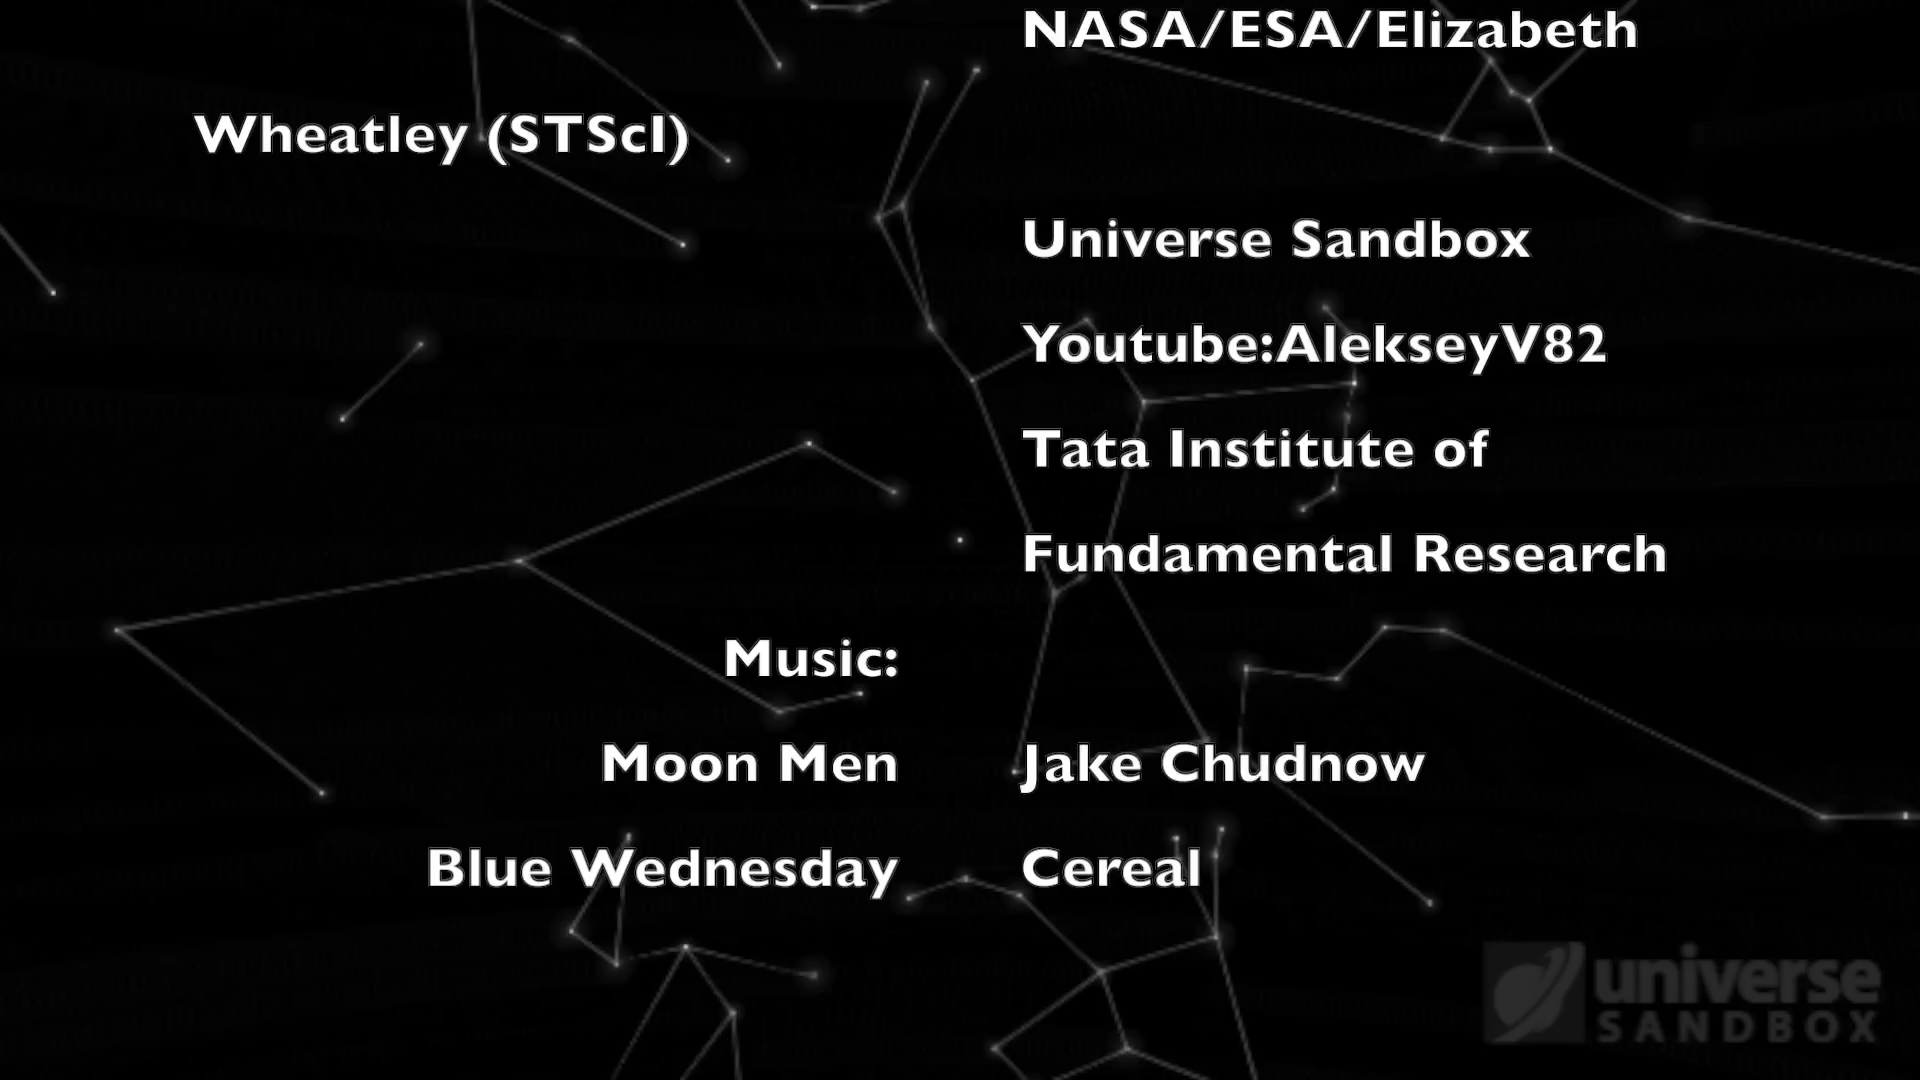 NASA/ESA/Elizabeth
Wheatley (STScI)
Universe Sandbox
Youtube:AlekseyV82
Tata Institute of
Fundamental Research
Music:
Moon Men Jake Chudnow
Blue Wednesday Cereal
universe
SANDBOX